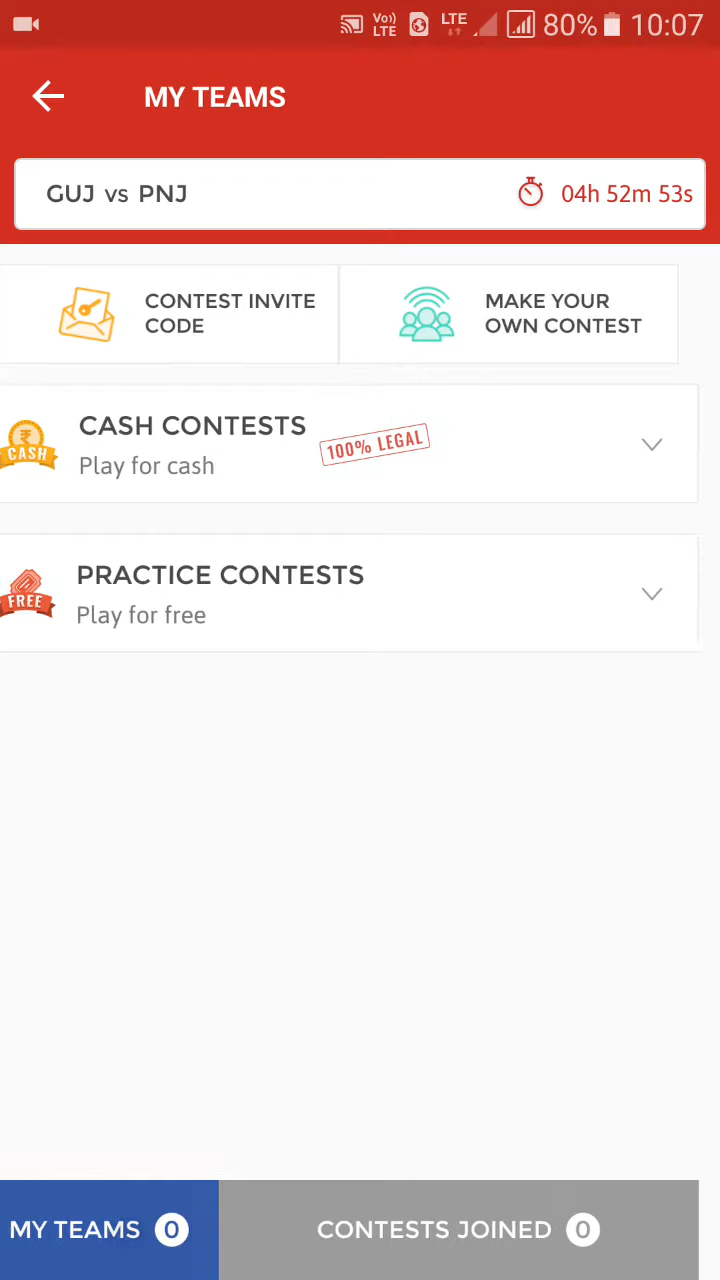 Vo)) LTE LTE 80% 10:07
MY TEAMS
GUJ vs PNJ 04h 52m 53s
CONTEST INVITE
CODE
MAKE YOUR
OWN CONTEST
CASH CONTESTS
100% LEGAL
CASH
Play for cash
PRACTICE CONTESTS
FREE
Play for free
MY TEAMS 0 CONTESTS JOINED 0